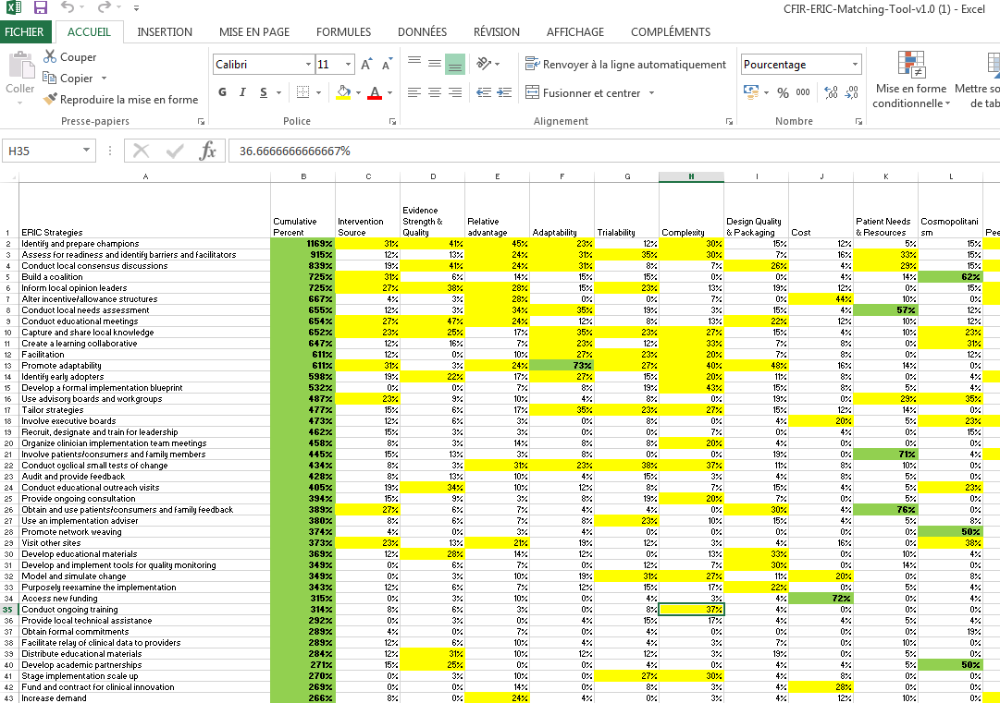 CFIR-ERIC-Matching-Tool-v1.0 (1) - Excel
FICHIER ACCUEIL INSERTION MISE EN PAGE FORMULES DONNÉES RÉVISION AFFICHAGE COMPLÉMENTS
Coller Couper
Copier
Reproduire la mise en forme
Presse-papiers
Calibri 11 A A
G I S A
Police
Renvoyer à la ligne automatiquement
Fusionner et centrer
Alignement
Pourcentage
% 000 ,00 ,00
Nombre
Mise en forme conditionnelle
Mettre so
de tab
H35 fx 36.6666666666667%
A B C D E F G H I J K L
1 ERIC Strategies Cumulative Percent Intervention Source Evidence Strength & Quality Relative advantage Adaptability Trialability Complexity Design Quality & Packaging Cost Patient Needs & Resources Cosmopolitanism Pee
2 Identify and prepare champions 1169% 31% 41% 45% 23% 12% 30% 15% 12% 5% 15%
3 Assess for readiness and identify barriers and facilitators 915% 12% 13% 24% 31% 35% 30% 7% 16% 33% 15%
4 Conduct local consensus discussions 839% 19% 41% 24% 31% 8% 7% 26% 4% 29% 15%
5 Build a coalition 725% 31% 6% 14% 15% 15% 0% 0% 4% 14% 62%
6 Inform local opinion leaders 725% 27% 38% 28% 15% 23% 13% 19% 12% 0% 15%
7 Alter incentive/allowance structures 667% 4% 3% 28% 0% 0% 7% 0% 44% 10% 0%
8 Conduct local needs assessment 655% 12% 3% 34% 35% 19% 3% 15% 4% 57% 12%
9 Conduct educational meetings 654% 27% 47% 24% 12% 8% 13% 22% 12% 10% 12%
10 Capture and share local knowledge 652% 23% 25% 17% 35% 23% 27% 15% 4% 10% 23%
11 Create a learning collaborative 647% 12% 16% 7% 23% 12% 33% 7% 8% 0% 31%
12 Facilitation 611% 12% 0% 10% 27% 23% 20% 7% 8% 0% 12%
13 Promote adaptability 611% 31% 3% 24% 73% 27% 40% 48% 16% 14% 0%
14 Identify early adopters 598% 19% 22% 17% 27% 15% 20% 11% 8% 0% 4%
15 Develop a formal implementation blueprint 532% 0% 0% 7% 8% 19% 43% 15% 8% 5% 4%
16 Use advisory boards and workgroups 487% 23% 9% 10% 4% 8% 0% 19% 0% 29% 35%
17 Tailor strategies 477% 15% 6% 17% 35% 23% 27% 15% 12% 14% 0%
18 Involve executive boards 473% 12% 6% 3% 0% 8% 0% 4% 20% 5% 23%
19 Recruit, designate and train for leadership 462% 15% 3% 3% 0% 0% 7% 0% 4% 0% 15%
20 Organize clinician implementation team meetings 458% 8% 3% 14% 8% 8% 20% 4% 0% 0% 0%
21 Involve patients/consumers and family members 445% 15% 13% 3% 8% 0% 0% 19% 0% 71% 4%
22 Conduct cyclical small tests of change 434% 8% 3% 31% 23% 38% 37% 11% 8% 10% 0%
23 Audit and provide feedback 428% 8% 13% 10% 4% 15% 3% 4% 8% 5% 0%
24 Conduct educational outreach visits 405% 19% 34% 10% 12% 8% 7% 15% 4% 5% 23%
25 Provide ongoing consultation 394% 15% 9% 3% 8% 19% 20% 7% 0% 5% 0%
26 Obtain and use patients/consumers and family feedback 389% 27% 6% 7% 4% 4% 0% 30% 4% 76% 0%
27 Use an implementation adviser 380% 8% 6% 7% 8% 23% 10% 15% 4% 5% 8%
28 Promote network weaving 374% 4% 0% 3% 4% 0% 3% 0% 0% 0% 50%
29 Visit other sites 373% 23% 13% 21% 19% 12% 3% 4% 16% 0% 38%
30 Develop educational materials 369% 12% 28% 14% 12% 0% 13% 33% 0% 10% 4%
31 Develop and implement tools for quality monitoring 349% 0% 6% 7% 0% 12% 7% 30% 0% 14% 0%
32 Model and simulate change 349% 0% 3% 10% 19% 31% 27% 11% 20% 0% 8%
33 Purposely reexamine the implementation 343% 12% 6% 7% 12% 15% 17% 22% 0% 5% 4%
34 Access new funding 315% 0% 3% 10% 0% 4% 3% 4% 72% 0% 0%
35 Conduct ongoing training 314% 8% 6% 3% 0% 8% 37% 4% 0% 0% 0%
36 Provide local technical assistance 292% 0% 3% 0% 4% 15% 17% 4% 4% 5% 4%
37 Obtain formal commitments 289% 4% 0% 7% 4% 4% 0% 0% 0% 0% 19%
38 Facilitate relay of clinical data to providers 289% 12% 6% 10% 4% 4% 3% 7% 0% 10% 0%
39 Distribute educational materials 284% 12% 31% 10% 12% 12% 3% 19% 0% 5% 4%
40 Develop academic partnerships 271% 15% 25% 0% 4% 4% 0% 4% 4% 5% 50%
41 Stage implementation scale up 270% 0% 3% 10% 0% 27% 30% 4% 8% 0% 4%
42 Fund and contract for clinical innovation 269% 0% 0% 14% 0% 8% 3% 4% 28% 0% 4%
43 Increase demand 266% 8% 0% 24% 4% 0% 3% 4% 12% 10% 0%